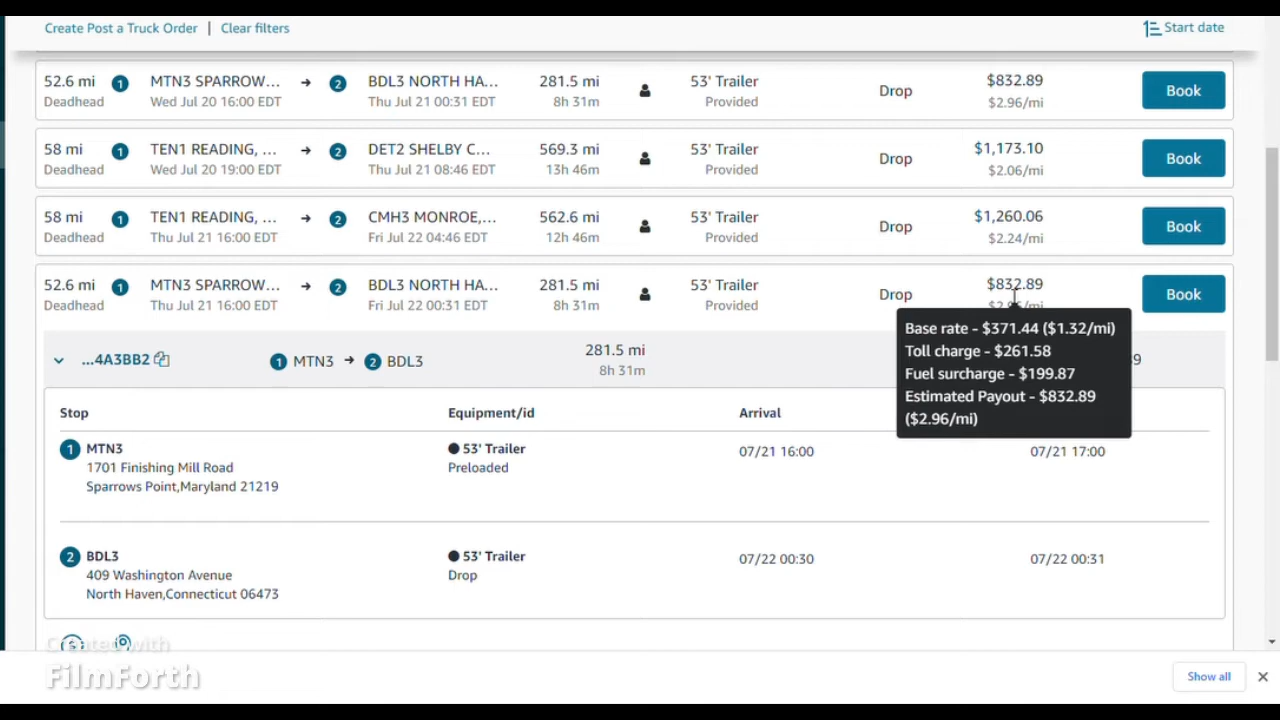 Create Post a Truck Order | Clear filters
Start date
52.6 mi 1 MTN3 SPARROW... → 2 BDL3 NORTH HA... 281.5 mi 53' Trailer Drop $832.89 Book
Deadhead Wed Jul 20 16:00 EDT Thu Jul 21 00:31 EDT 8h 31m Provided $2.96/mi
58 mi 1 TEN1 READING, ... → 2 DET2 SHELBY C... 569.3 mi 53' Trailer Drop $1,173.10 Book
Deadhead Wed Jul 20 19:00 EDT Thu Jul 21 08:46 EDT 13h 46m Provided $2.06/mi
58 mi 1 TEN1 READING, ... → 2 CMH3 MONROE,... 562.6 mi 53' Trailer Drop $1,260.06 Book
Deadhead Thu Jul 21 16:00 EDT Fri Jul 22 04:46 EDT 12h 46m Provided $2.24/mi
52.6 mi 1 MTN3 SPARROW... → 2 BDL3 NORTH HA... 281.5 mi 53' Trailer Drop $832.89 Book
Deadhead Thu Jul 21 16:00 EDT Fri Jul 22 00:31 EDT 8h 31m Provided
Base rate - $371.44 ($1.32/mi)
Toll charge - $261.58
Fuel surcharge - $199.87
Estimated Payout - $832.89
($2.96/mi)
...4A3BB2 1 MTN3 → 2 BDL3 281.5 mi
8h 31m
Stop Equipment/id Arrival
1 MTN3 53' Trailer 07/21 16:00 07/21 17:00
1701 Finishing Mill Road Preloaded
Sparrows Point,Maryland 21219
2 BDL3 53' Trailer 07/22 00:30 07/22 00:31
409 Washington Avenue Drop
North Haven,Connecticut 06473
Created with
FilmForth
Show all